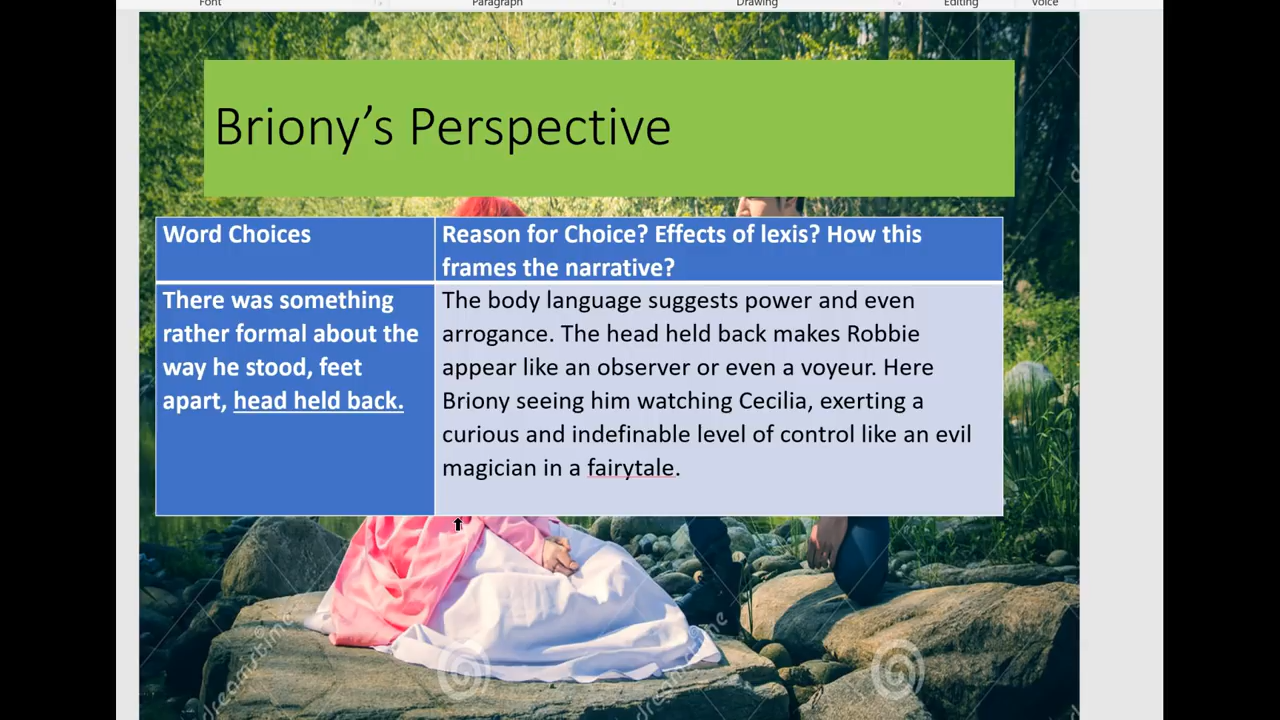 Font Paragraph Drawing Editing Voice
Briony’s Perspective
Word Choices
Reason for Choice? Effects of lexis? How this
frames the narrative?
There was something
rather formal about the
way he stood, feet
apart, head held back.
The body language suggests power and even
arrogance. The head held back makes Robbie
appear like an observer or even a voyeur. Here
Briony seeing him watching Cecilia, exerting a
curious and indefinable level of control like an evil
magician in a fairytale.
dreamstime
dreamstime